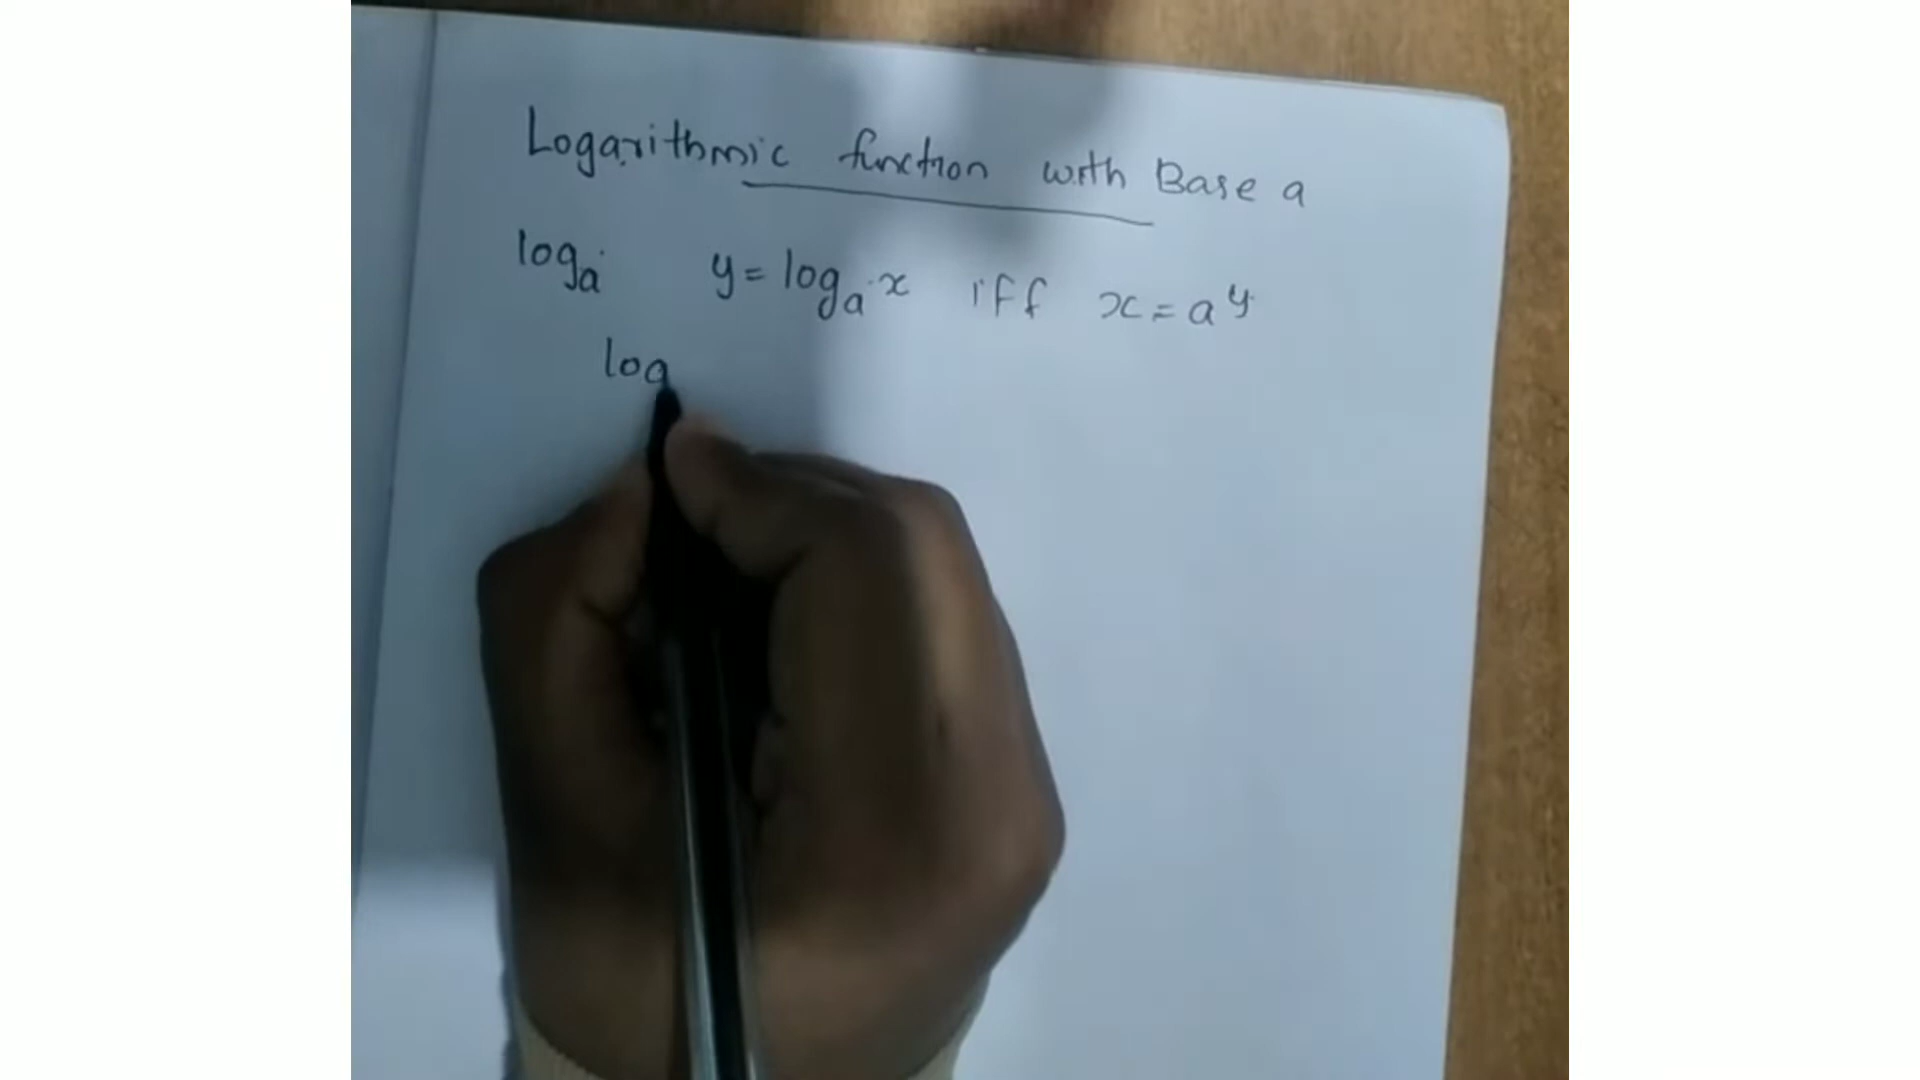 Logarithmic function with Base a
logₐ y = logₐ x iff x = a^y
log